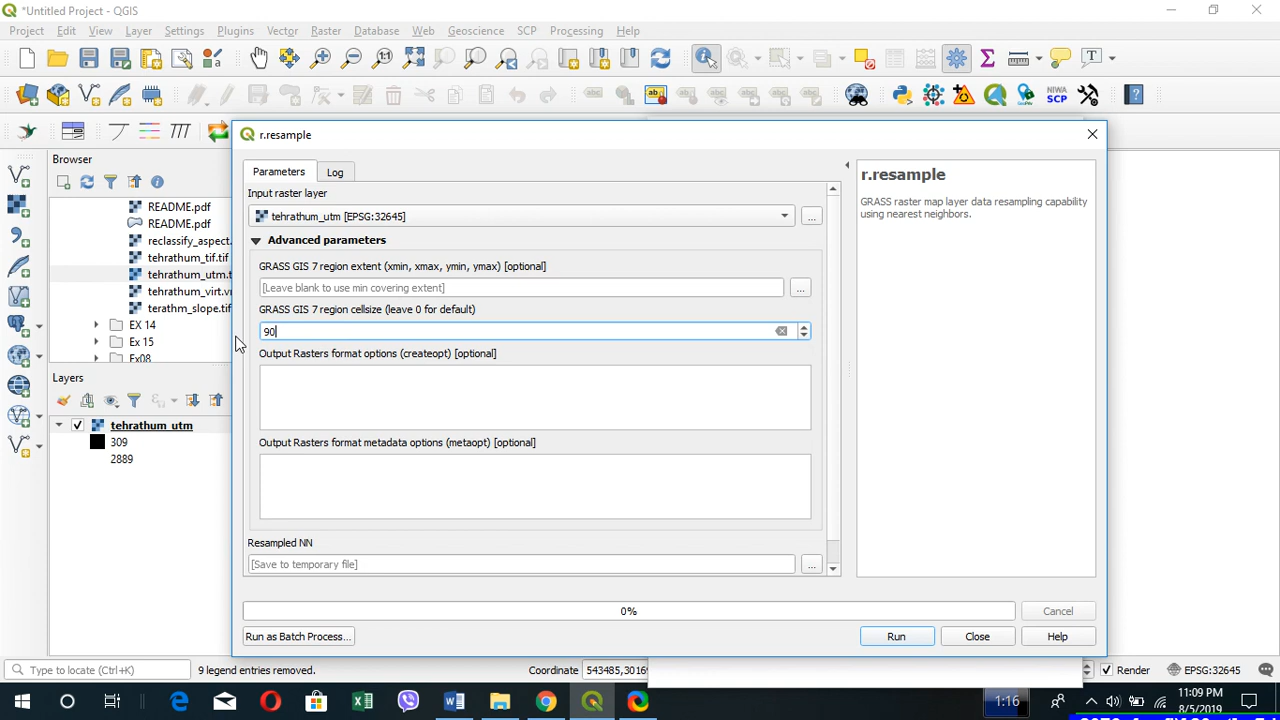 *Untitled Project - QGIS
Project Edit View Layer Settings Plugins Vector Raster Database Web Geoscience SCP Processing Help
NIWA
SCP
r.resample
Browser
README.pdf
README.pdf
reclassify_aspect.
tehrathum_tif.tif
tehrathum_utm.t
tehrathum_virt.vr
terathm_slope.tif
EX 14
Ex 15
Ex08
Layers
tehrathum_utm
309
2889
Parameters Log
Input raster layer
tehrathum_utm [EPSG:32645]
...
Advanced parameters
GRASS GIS 7 region extent (xmin, xmax, ymin, ymax) [optional]
[Leave blank to use min covering extent]
...
GRASS GIS 7 region cellsize (leave 0 for default)
90
Output Rasters format options (createopt) [optional]
Output Rasters format metadata options (metaopt) [optional]
Resampled NN
[Save to temporary file]
...
r.resample
GRASS raster map layer data resampling capability
using nearest neighbors.
0%
Cancel
Run as Batch Process...
Run
Close
Help
Type to locate (Ctrl+K)
9 legend entries removed.
Coordinate 543485,3016
Render
EPSG:32645
1:16
11:09 PM
8/5/2019